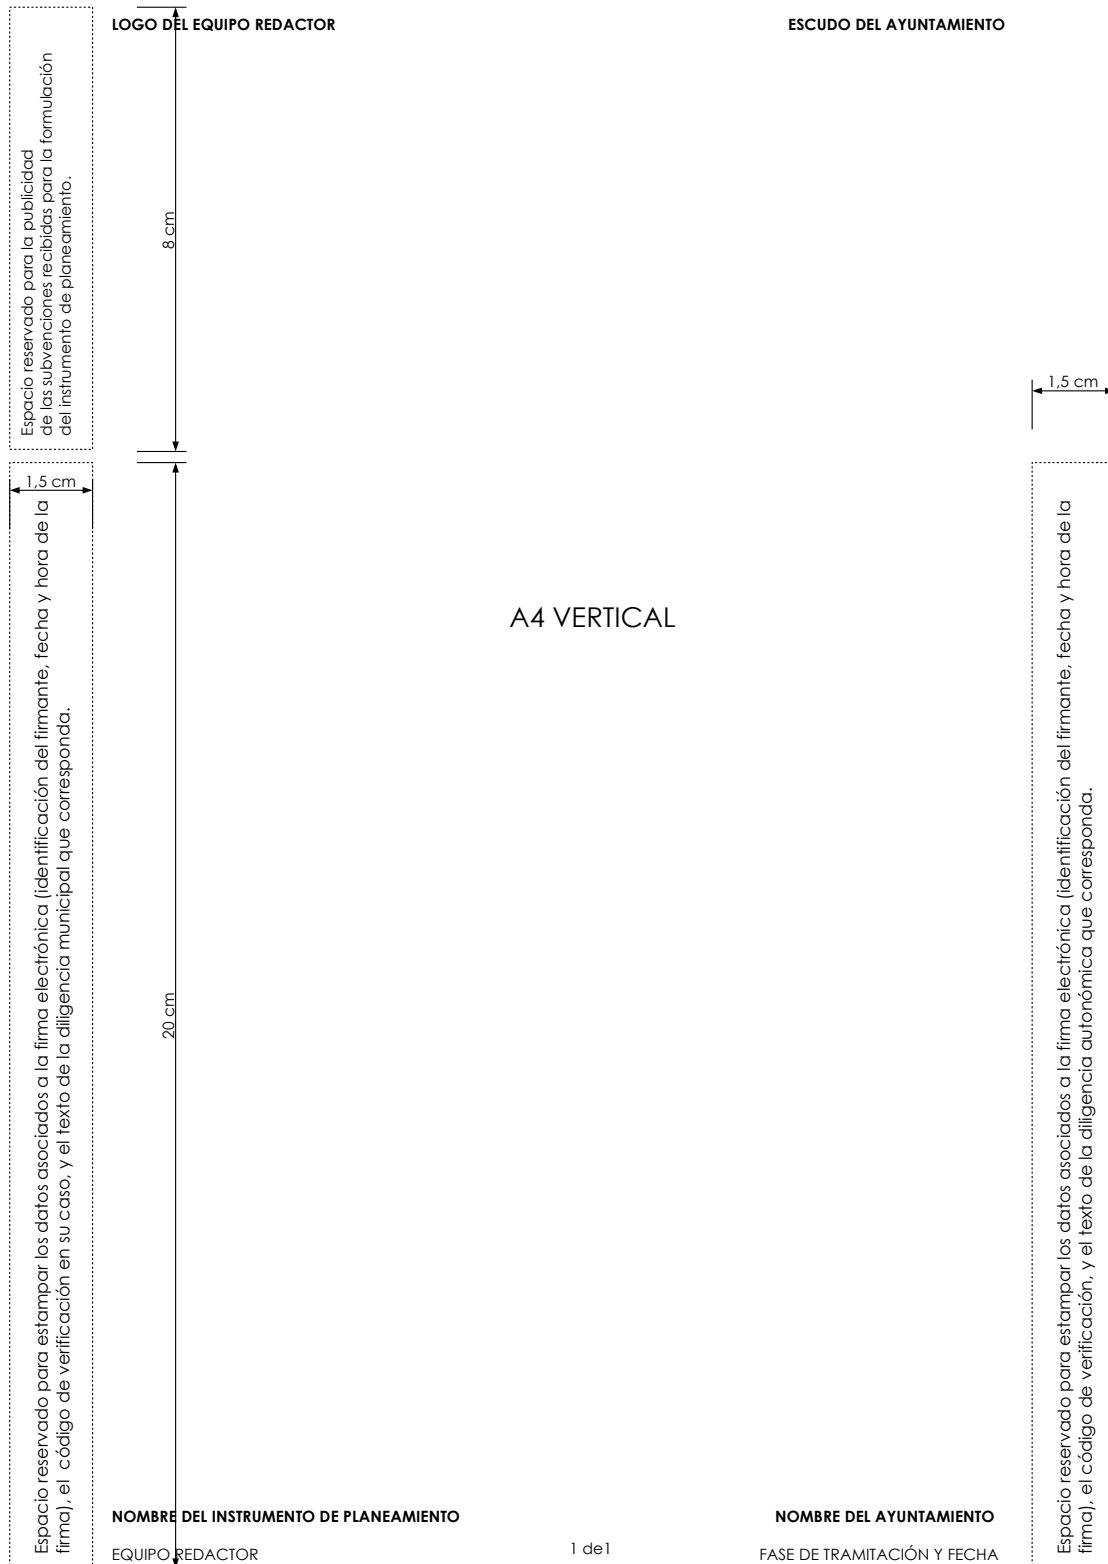 LOGO DEL EQUIPO REDACTOR
ESCUDO DEL AYUNTAMIENTO
Espacio reservado para la publicidad
de las subvenciones recibidas para la formulación
del instrumento de planeamiento.
8 cm
1,5 cm
1,5 cm
Espacio reservado para estampar los datos asociados a la firma electrónica (identificación del firmante, fecha y hora de la
firma), el código de verificación en su caso, y el texto de la diligencia municipal que corresponda.
A4 VERTICAL
20 cm
Espacio reservado para estampar los datos asociados a la firma electrónica (identificación del firmante, fecha y hora de la
firma), el código de verificación, y el texto de la diligencia autonómica que corresponda.
NOMBRE DEL INSTRUMENTO DE PLANEAMIENTO
NOMBRE DEL AYUNTAMIENTO
EQUIPO REDACTOR
1 de1
FASE DE TRAMITACIÓN Y FECHA